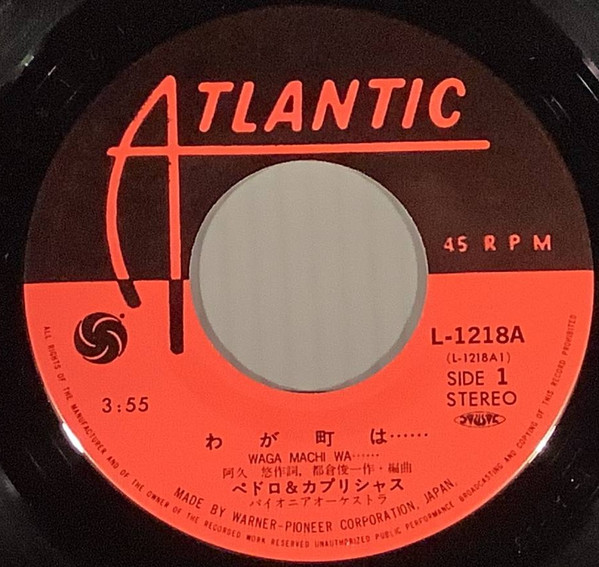 ATLANTIC
45 RPM
L-1218A
(L-1218A1)
SIDE 1
STEREO
3:55
わが町は……
WAGA MACHI WA……
阿久 悠作詞, 都倉俊一作・編曲
ペドロ&カプリシャス
パイオニアオーケストラ
MADE BY WARNER-PIONEER CORPORATION, JAPAN.
ALL RIGHTS OF THE MANUFACTURER AND OF THE OWNER OF THE RECORDED WORK RESERVED UNAUTHORIZED PUBLIC PERFORMANCE BROADCASTING AND COPYING OF THIS RECORD PROHIBITED